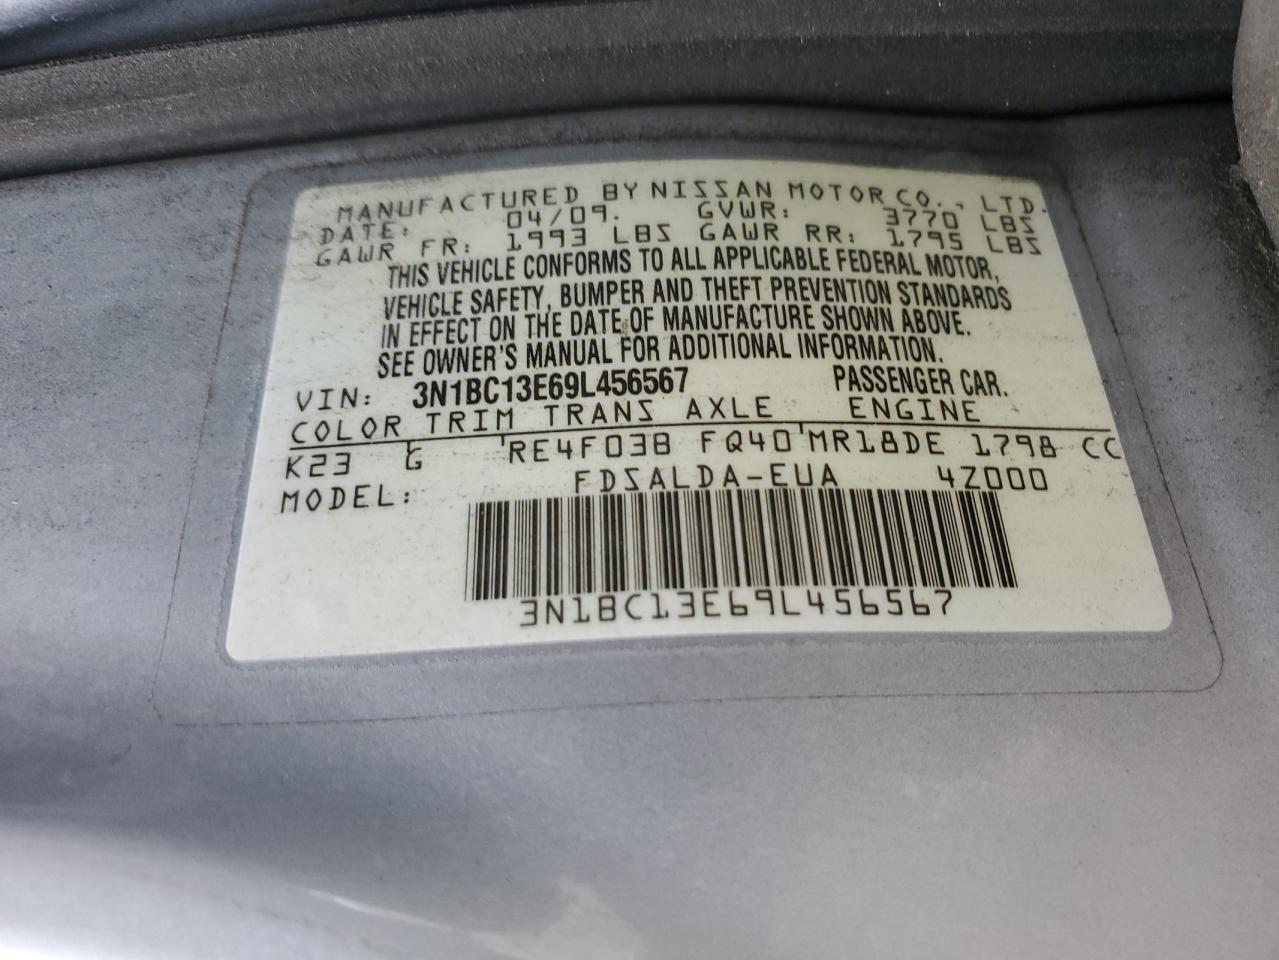 MANUFACTURED BY NISSAN MOTOR CO., LTD.
DATE: 04/09. GVWR: 3770 LBS
GAWR FR: 1993 LBS GAWR RR: 1795 LBS
THIS VEHICLE CONFORMS TO ALL APPLICABLE FEDERAL MOTOR,
VEHICLE SAFETY, BUMPER AND THEFT PREVENTION STANDARDS
IN EFFECT ON THE DATE OF MANUFACTURE SHOWN ABOVE.
SEE OWNER'S MANUAL FOR ADDITIONAL INFORMATION.
VIN: 3N1BC13E69L456567 PASSENGER CAR.
COLOR TRIM TRANS AXLE ENGINE
K23 G RE4F03B FQ40 MR18DE 1798 CC
MODEL: FDSALDA-EUA 4Z000
3N1BC13E69L456567